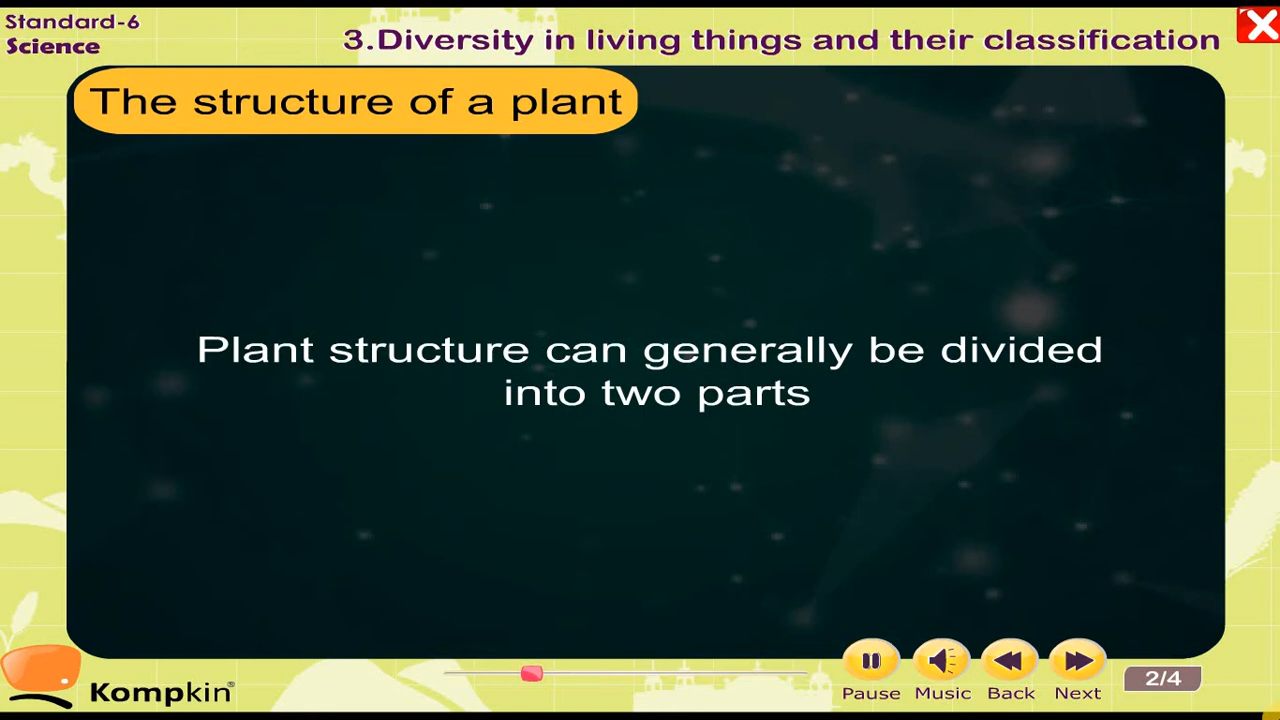 Standard-6
Science
3.Diversity in living things and their classification
The structure of a plant
Plant structure can generally be divided
into two parts
Kompkin®
Pause
Music
Back
Next
2/4